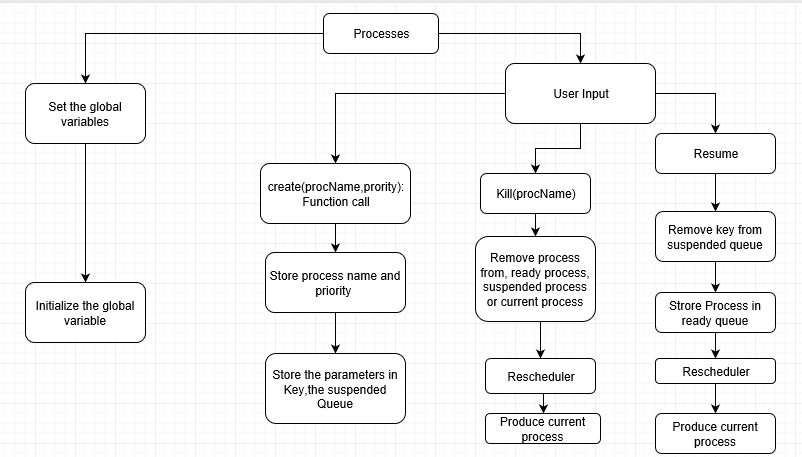 Processes
Set the global
variables
Initialize the global
variable
User Input
create(procName,prority):
Function call
Store process name and
priority
Store the parameters in
Key,the suspended
Queue
Kill(procName)
Remove process
from, ready process,
suspended process
or current process
Rescheduler
Produce current
process
Resume
Remove key from
suspended queue
Strore Process in
ready queue
Rescheduler
Produce current
process